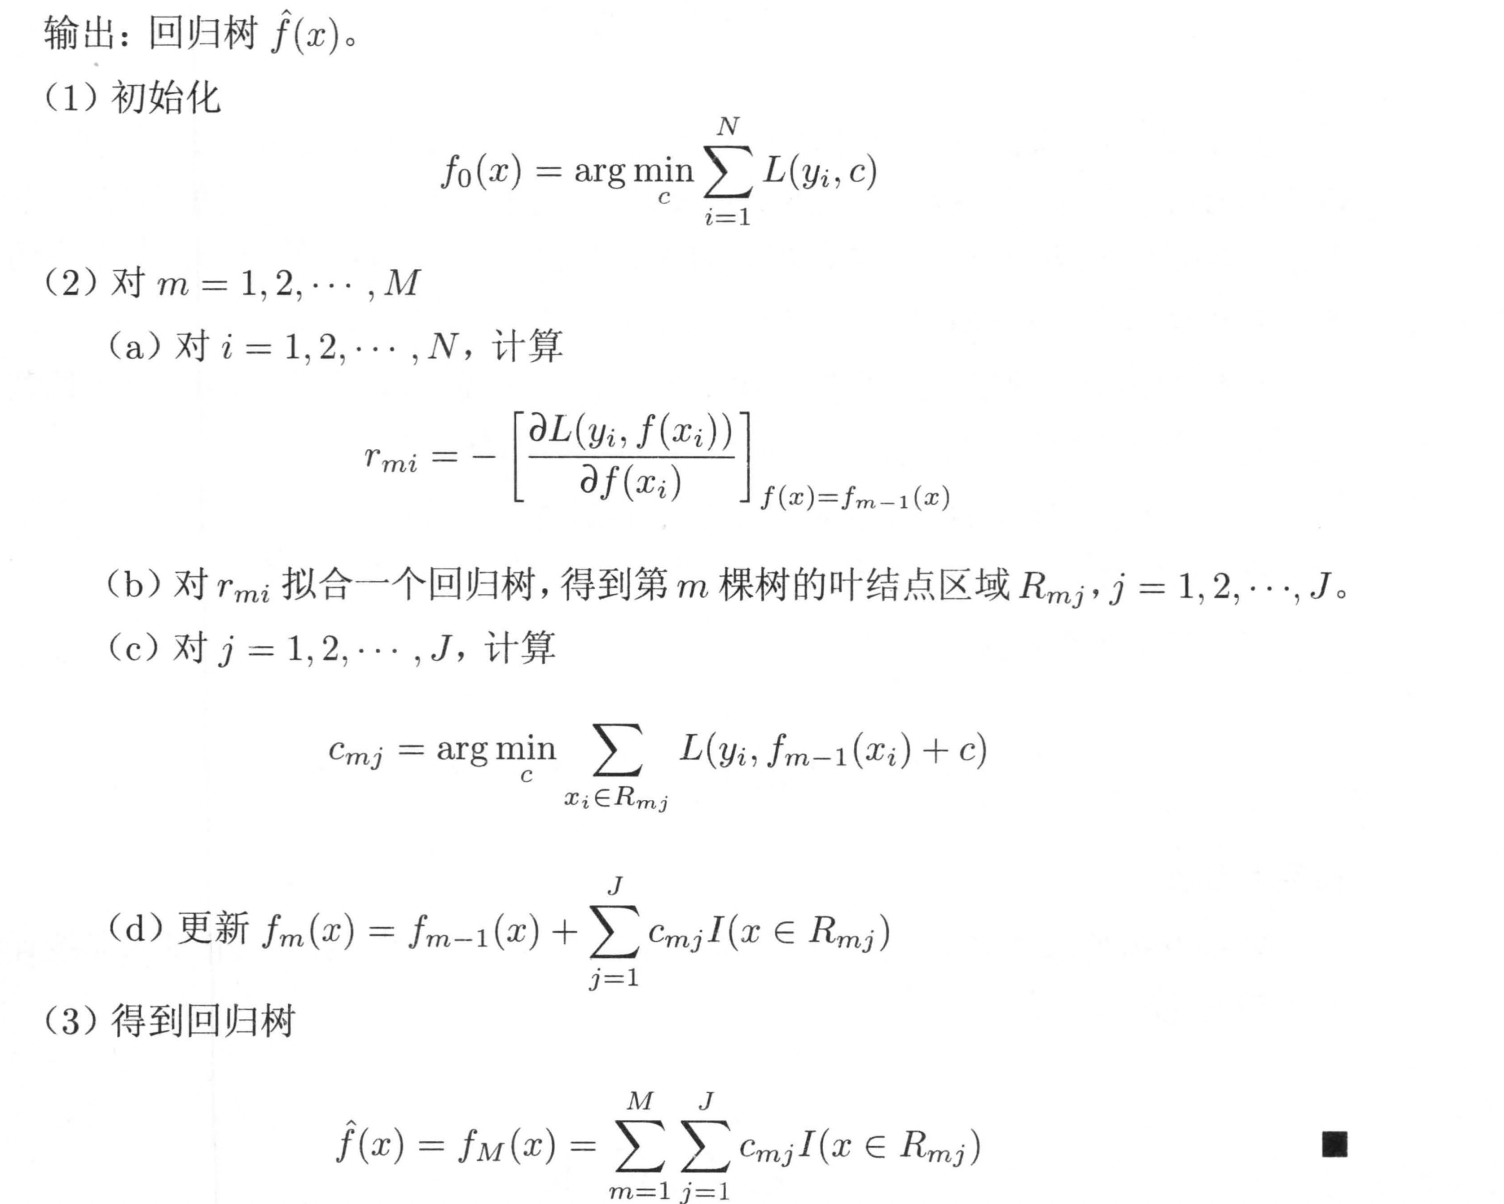 输出：回归树 $\hat{f}(x)$。
（1）初始化
$$f_0(x) = \arg\min_c \sum_{i=1}^{N} L(y_i, c)$$
（2）对 $m = 1, 2, \cdots, M$
（a）对 $i = 1, 2, \cdots, N$，计算
$$r_{mi} = -\left[\frac{\partial L(y_i, f(x_i))}{\partial f(x_i)}\right]_{f(x)=f_{m-1}(x)}$$
（b）对 $r_{mi}$ 拟合一个回归树，得到第 $m$ 棵树的叶结点区域 $R_{mj}$，$j = 1, 2, \cdots, J$。
（c）对 $j = 1, 2, \cdots, J$，计算
$$c_{mj} = \arg\min_c \sum_{x_i \in R_{mj}} L(y_i, f_{m-1}(x_i) + c)$$
（d）更新 $f_m(x) = f_{m-1}(x) + \sum_{j=1}^{J} c_{mj} I(x \in R_{mj})$
（3）得到回归树
$$\hat{f}(x) = f_M(x) = \sum_{m=1}^{M} \sum_{j=1}^{J} c_{mj} I(x \in R_{mj})$$ ■